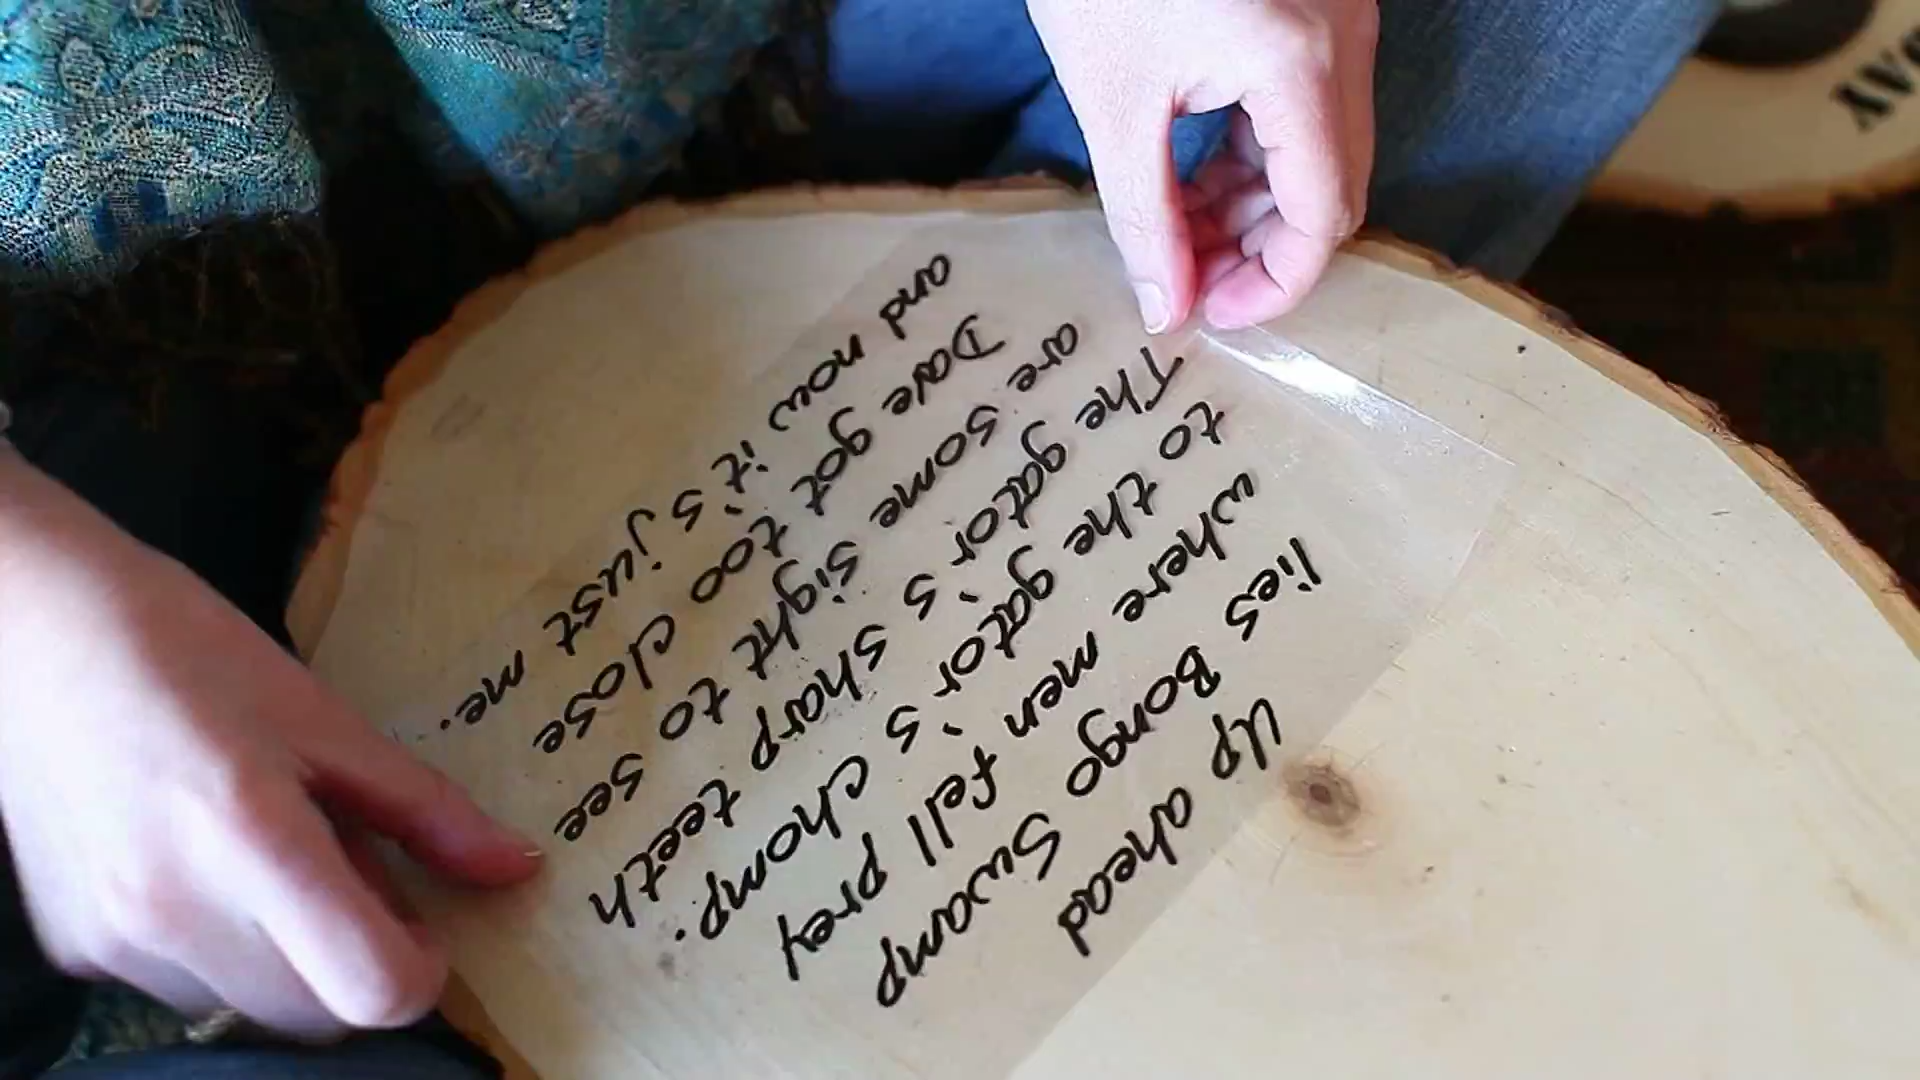 Up ahead
lies Bongo Swamp
where men fell prey
to the gator's chomp.
The gator's sharp teeth
are some sight to see
Dave got too close
and now it's just me.